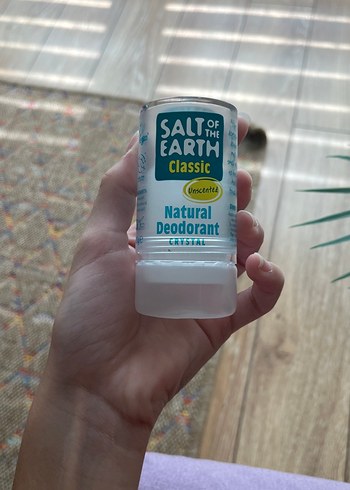 SALT OF
THE
EARTH
Classic
Unscented
Natural
Deodorant
CRYSTAL